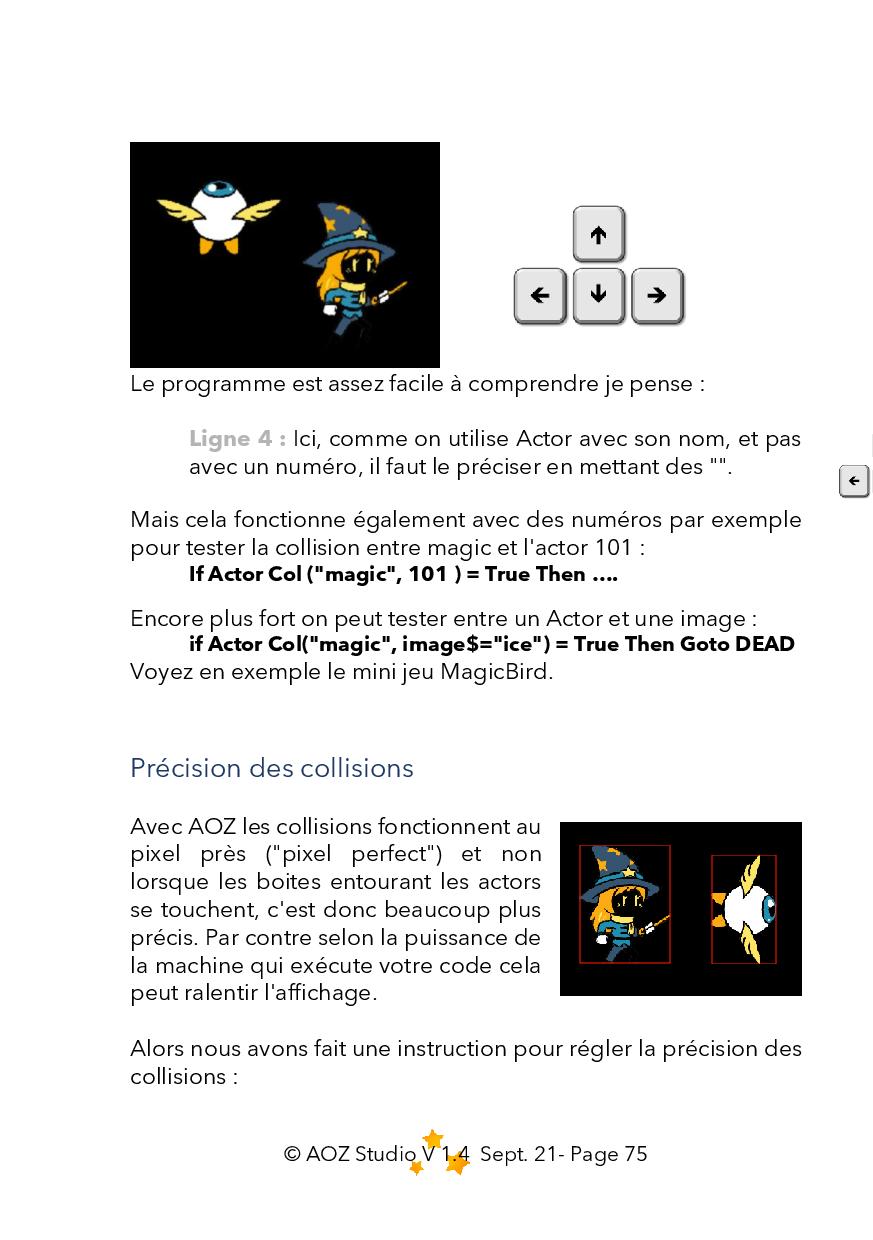 Le programme est assez facile à comprendre je pense :
Ligne 4 : Ici, comme on utilise Actor avec son nom, et pas
avec un numéro, il faut le préciser en mettant des "".
Mais cela fonctionne également avec des numéros par exemple
pour tester la collision entre magic et l'actor 101 :
If Actor Col ("magic", 101 ) = True Then ....
Encore plus fort on peut tester entre un Actor et une image :
if Actor Col("magic", image$="ice") = True Then Goto DEAD
Voyez en exemple le mini jeu MagicBird.
Précision des collisions
Avec AOZ les collisions fonctionnent au
pixel près ("pixel perfect") et non
lorsque les boites entourant les actors
se touchent, c'est donc beaucoup plus
précis. Par contre selon la puissance de
la machine qui exécute votre code cela
peut ralentir l'affichage.
Alors nous avons fait une instruction pour régler la précision des
collisions :
© AOZ Studio V 1.4 Sept. 21- Page 75